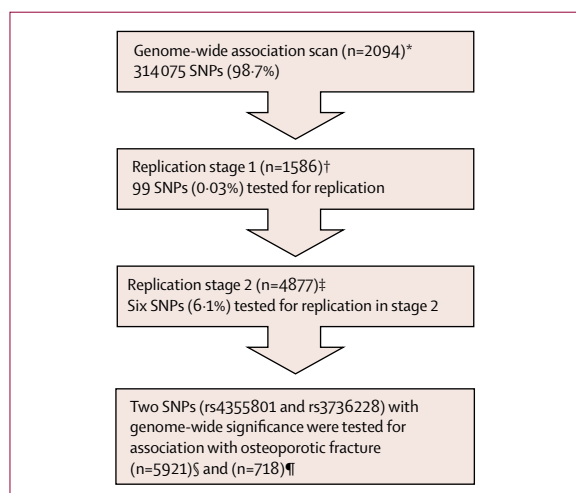 Genome-wide association scan (n=2094)*
314 075 SNPs (98·7%)
Replication stage 1 (n=1586)†
99 SNPs (0·03%) tested for replication
Replication stage 2 (n=4877)‡
Six SNPs (6·1%) tested for replication in stage 2
Two SNPs (rs4355801 and rs3736228) with
genome-wide significance were tested for
association with osteoporotic fracture
(n=5921)§ and (n=718)¶